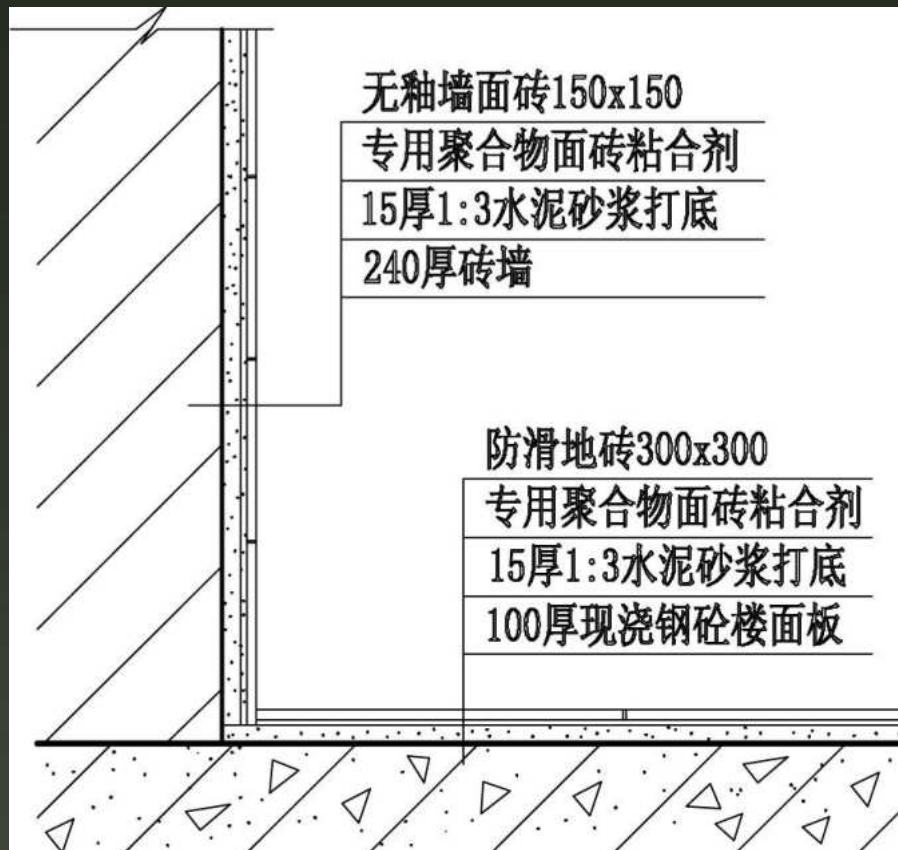 无釉墙面砖150x150
专用聚合物面砖粘合剂
15厚1:3水泥砂浆打底
240厚砖墙
防滑地砖300x300
专用聚合物面砖粘合剂
15厚1:3水泥砂浆打底
100厚现浇钢砼楼面板